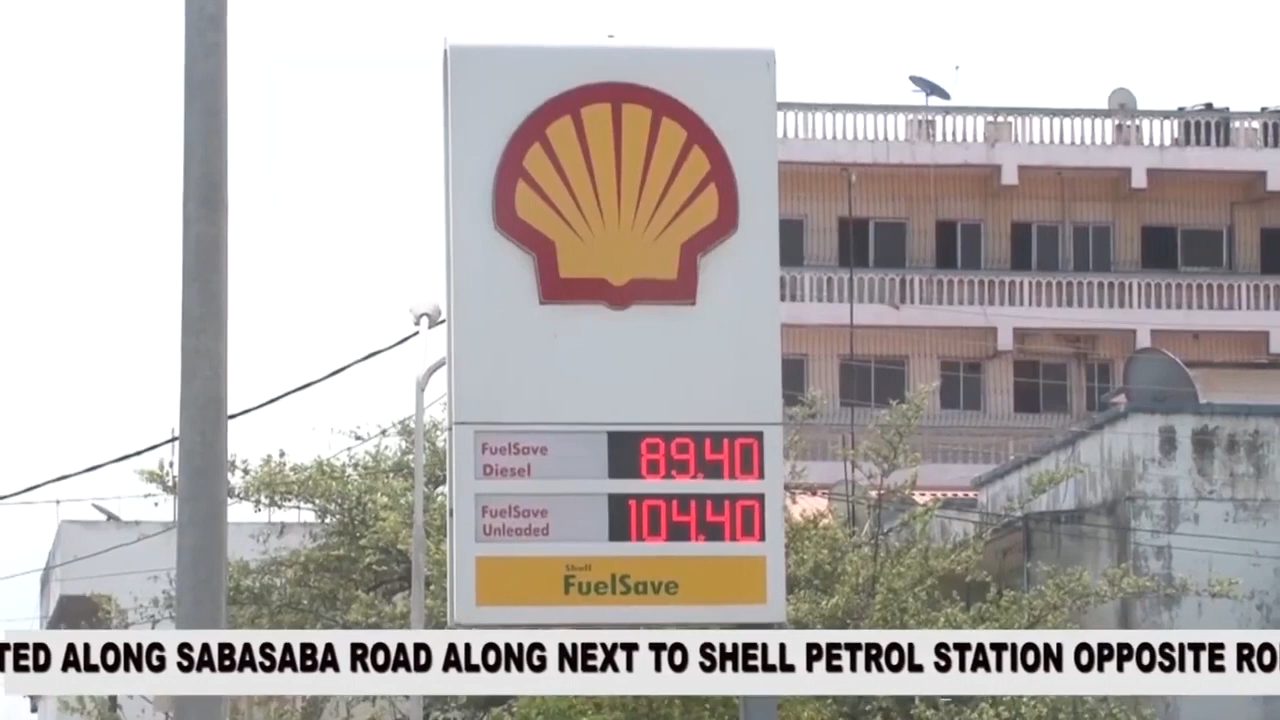 FuelSave
Diesel
89.40
FuelSave
Unleaded
104.40
Shell
FuelSave
TED ALONG SABASABA ROAD ALONG NEXT TO SHELL PETROL STATION OPPOSITE RO